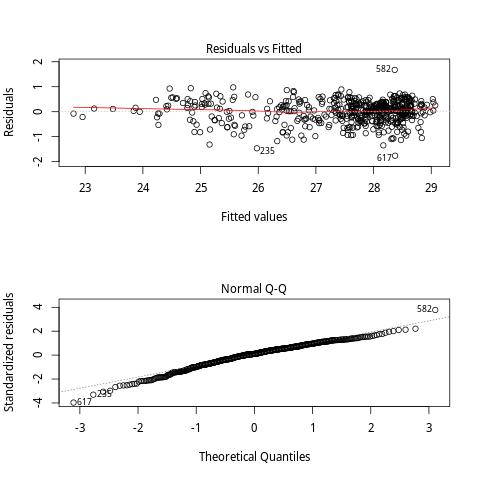 Residuals vs Fitted
2
1
0
-1
-2
Residuals
582
235
617
23 24 25 26 27 28 29
Fitted values
Normal Q-Q
4
2
0
-2
-4
Standardized residuals
582
617
235
-3 -2 -1 0 1 2 3
Theoretical Quantiles